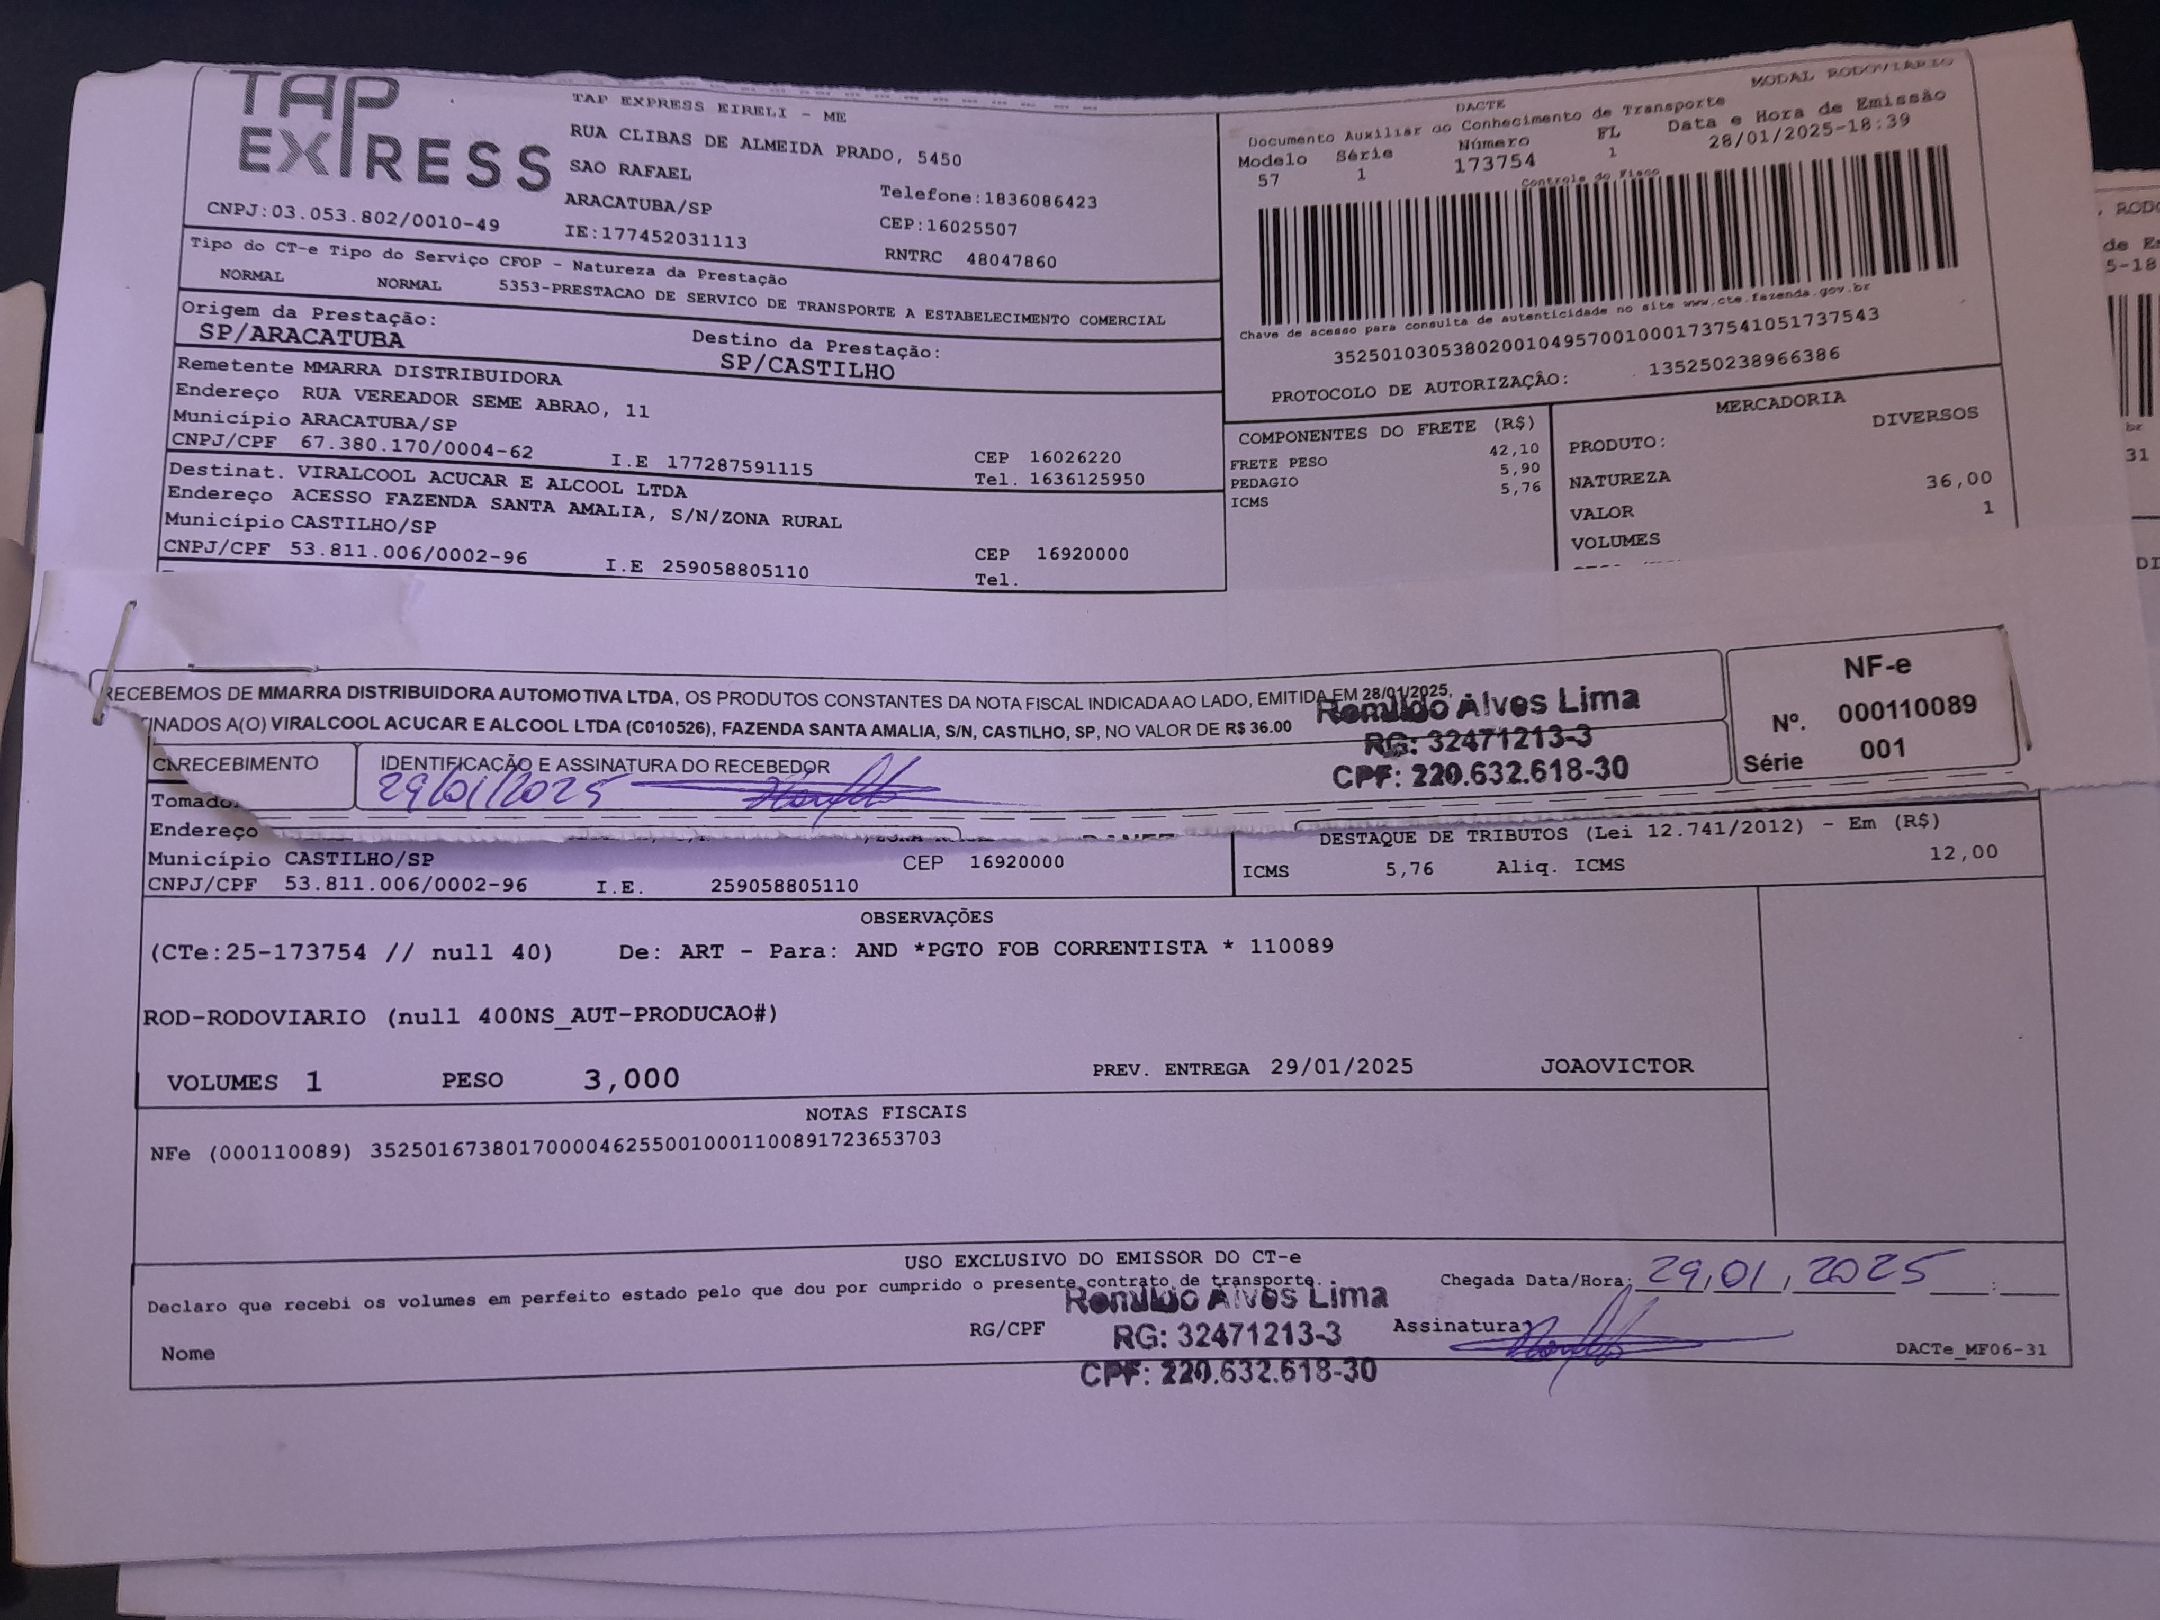 TAP
EXPRESS
TAP EXPRESS EIRELI - ME
RUA CLIBAS DE ALMEIDA PRADO, 5450
SAO RAFAEL
ARACATUBA/SP
Telefone:1836086423
CEP:16025507
CNPJ:03.053.802/0010-49
IE:177452031113
RNTRC 48047860
MODAL RODOVIARIO
DACTE
Documento Auxiliar do Conhecimento de Transporte
Modelo Série Número FL Data e Hora de Emissão
57 1 173754 1 28/01/2025-18:39
Controle do Fisco
Chave de acesso para consulta de autenticidade no site www.cte.fazenda.gov.br
35250103053802001049570010001737541051737543
PROTOCOLO DE AUTORIZAÇÃO: 135250238966386
Tipo do CT-e Tipo do Serviço CFOP - Natureza da Prestação
NORMAL NORMAL 5353-PRESTACAO DE SERVICO DE TRANSPORTE A ESTABELECIMENTO COMERCIAL
Origem da Prestação: Destino da Prestação:
SP/ARACATUBA SP/CASTILHO
Remetente MMARRA DISTRIBUIDORA
Endereço RUA VEREADOR SEME ABRAO, 11
Município ARACATUBA/SP CEP 16026220
CNPJ/CPF 67.380.170/0004-62 I.E 177287591115 Tel. 1636125950
Destinat. VIRALCOOL ACUCAR E ALCOOL LTDA
Endereço ACESSO FAZENDA SANTA AMALIA, S/N/ZONA RURAL
Município CASTILHO/SP CEP 16920000
CNPJ/CPF 53.811.006/0002-96 I.E 259058805110 Tel.
COMPONENTES DO FRETE (R$)
FRETE PESO 42,10
PEDAGIO 5,90
ICMS 5,76
MERCADORIA
PRODUTO: DIVERSOS
NATUREZA
VALOR 36,00
VOLUMES 1
RECEBEMOS DE MMARRA DISTRIBUIDORA AUTOMOTIVA LTDA, OS PRODUTOS CONSTANTES DA NOTA FISCAL INDICADA AO LADO, EMITIDA EM 28/01/2025,
INADOS A(O) VIRALCOOL ACUCAR E ALCOOL LTDA (C010526), FAZENDA SANTA AMALIA, S/N, CASTILHO, SP, NO VALOR DE R$ 36.00
Romildo Alves Lima
RG: 32471213-3
CPF: 220.632.618-30
NF-e
Nº. 000110089
Série 001
RECEBIMENTO
IDENTIFICAÇÃO E ASSINATURA DO RECEBEDOR
29/01/2025
Tomado
Endereço
Município CASTILHO/SP CEP 16920000
CNPJ/CPF 53.811.006/0002-96 I.E. 259058805110
DESTAQUE DE TRIBUTOS (Lei 12.741/2012) - Em (R$)
ICMS 5,76 Aliq. ICMS 12,00
OBSERVAÇÕES
(CTe:25-173754 // null 40) De: ART - Para: AND *PGTO FOB CORRENTISTA * 110089
ROD-RODOVIARIO (null 400NS_AUT-PRODUCAO#)
VOLUMES 1 PESO 3,000 PREV. ENTREGA 29/01/2025 JOAOVICTOR
NOTAS FISCAIS
NFe (000110089) 35250167380170000462550010001100891723653703
USO EXCLUSIVO DO EMISSOR DO CT-e
Declaro que recebi os volumes em perfeito estado pelo que dou por cumprido o presente contrato de transporte.
Chegada Data/Hora: 29/01/2025
Romildo Alves Lima
RG/CPF RG: 32471213-3 Assinatura
CPF: 220.632.618-30
Nome
DACTe_MF06-31